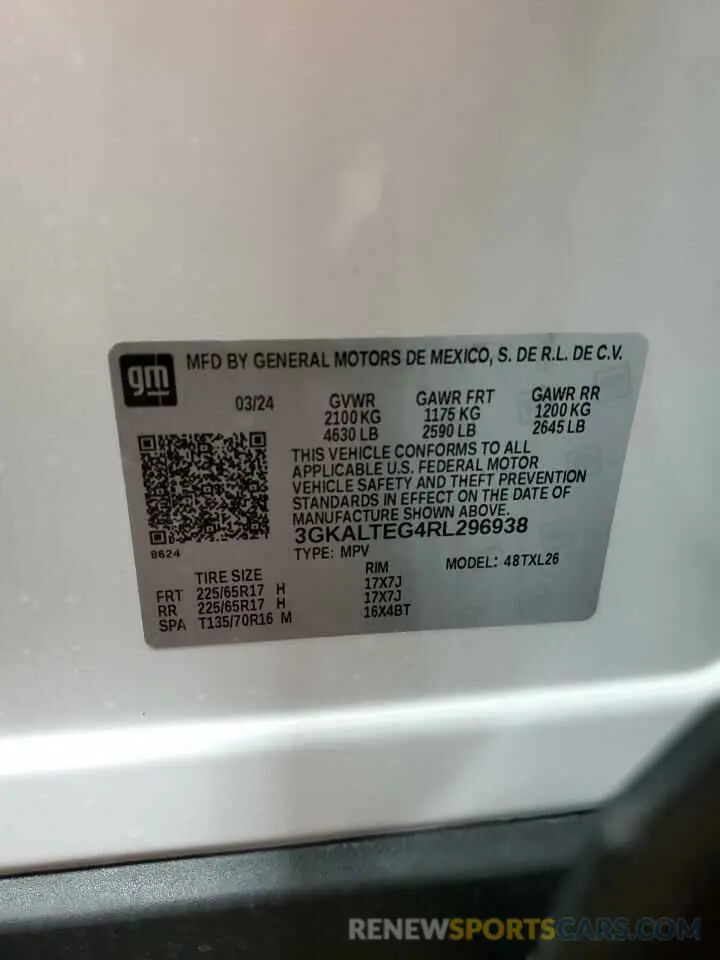 gm
MFD BY GENERAL MOTORS DE MEXICO, S. DE R.L. DE C.V.
03/24 GVWR GAWR FRT GAWR RR
2100 KG 1175 KG 1200 KG
4630 LB 2590 LB 2645 LB
THIS VEHICLE CONFORMS TO ALL
APPLICABLE U.S. FEDERAL MOTOR
VEHICLE SAFETY AND THEFT PREVENTION
STANDARDS IN EFFECT ON THE DATE OF
MANUFACTURE SHOWN ABOVE.
3GKALTEG4RL296938
8624 TYPE: MPV MODEL: 48TXL26
TIRE SIZE RIM
FRT 225/65R17 H 17X7J
RR 225/65R17 H 17X7J
SPA T135/70R16 M 16X4BT
RENEWSPORTSCARS.COM